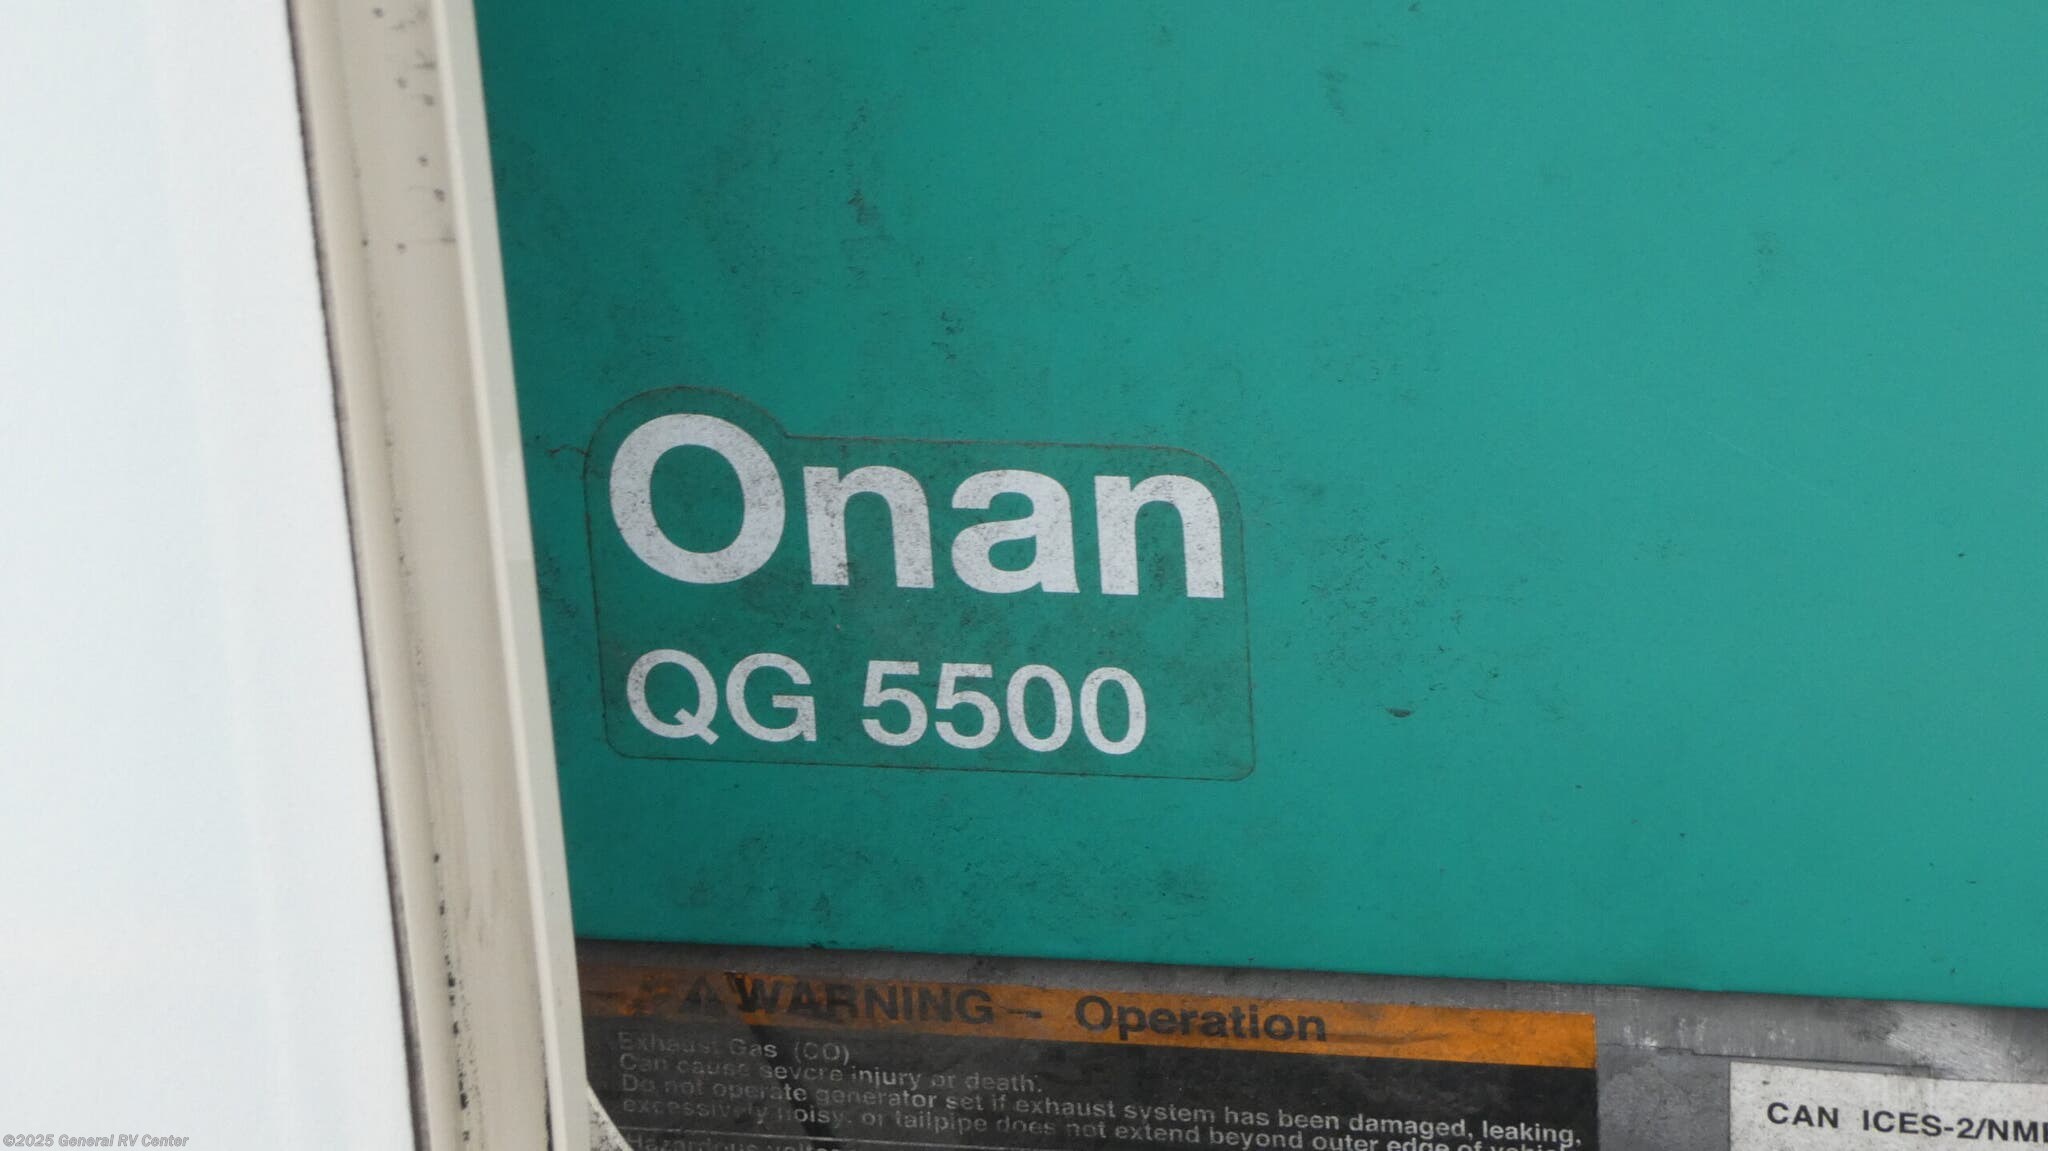 Onan
QG 5500
⚠WARNING – Operation
Exhaust Gas (CO)
Can cause severe injury or death.
Do not operate generator set if exhaust system has been damaged, leaking,
excessively noisy, or tailpipe does not extend beyond outer edge of
CAN ICES-2/NM
©2025 General RV Center